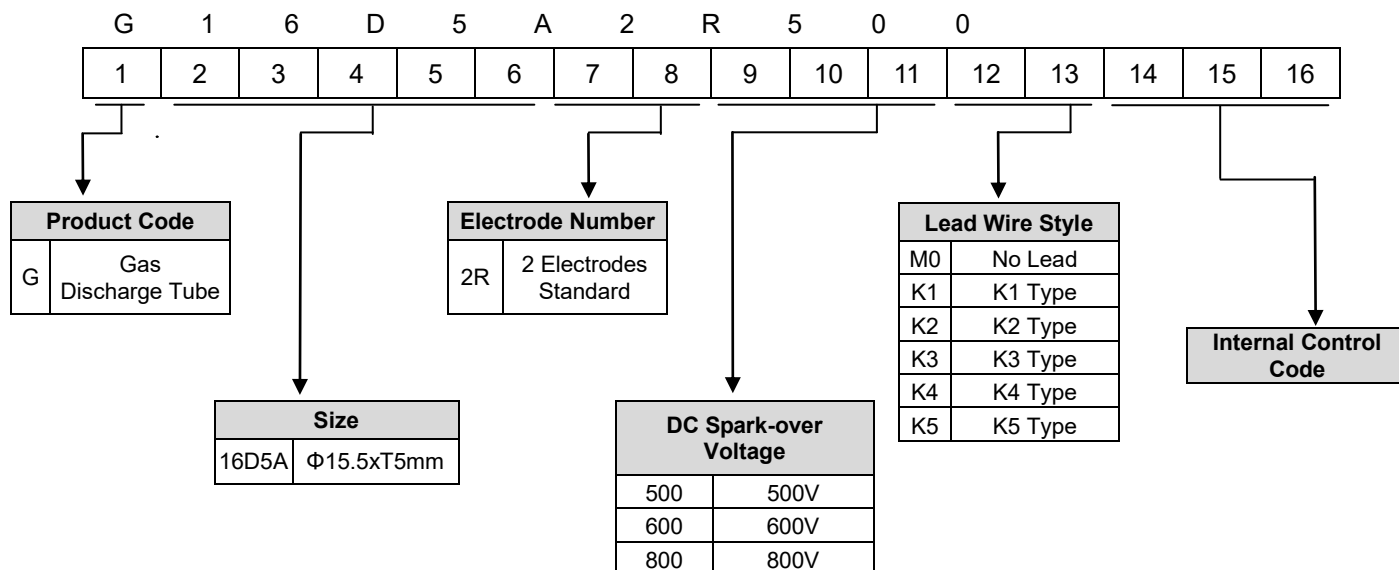 G 1 6 D 5 A 2 R 5 0 0
1 2 3 4 5 6 7 8 9 10 11 12 13 14 15 16
.
Product Code
G Gas
Discharge Tube
Electrode Number
2R 2 Electrodes
Standard
Lead Wire Style
M0 No Lead
K1 K1 Type
K2 K2 Type
K3 K3 Type
K4 K4 Type
K5 K5 Type
Internal Control
Code
Size
16D5A Φ15.5xT5mm
DC Spark-over
Voltage
500 500V
600 600V
800 800V